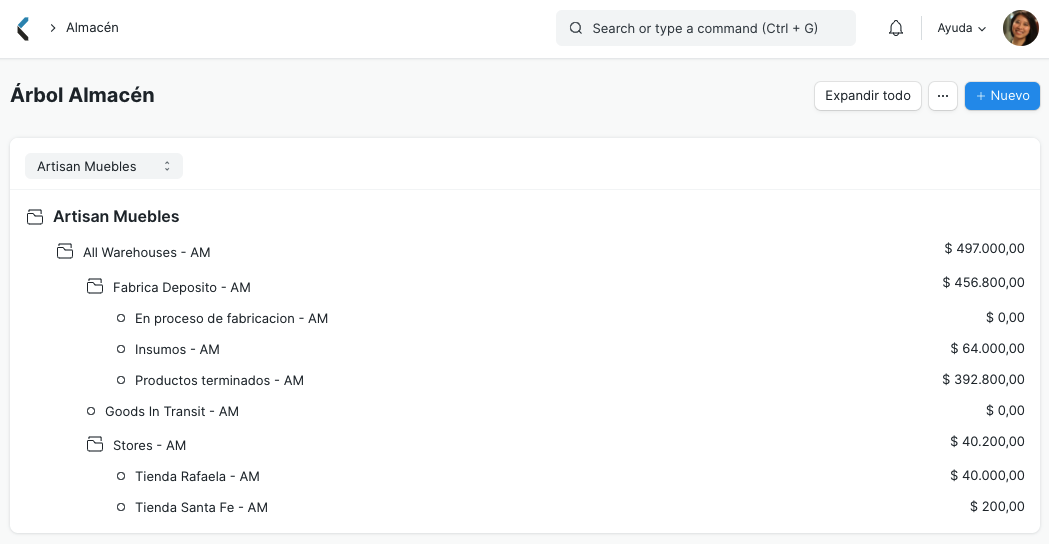 Almacén
Search or type a command (Ctrl + G)
Ayuda
Árbol Almacén
Expandir todo
···
+ Nuevo
Artisan Muebles
Artisan Muebles
All Warehouses - AM $ 497.000,00
Fabrica Deposito - AM $ 456.800,00
En proceso de fabricacion - AM $ 0,00
Insumos - AM $ 64.000,00
Productos terminados - AM $ 392.800,00
Goods In Transit - AM $ 0,00
Stores - AM $ 40.200,00
Tienda Rafaela - AM $ 40.000,00
Tienda Santa Fe - AM $ 200,00